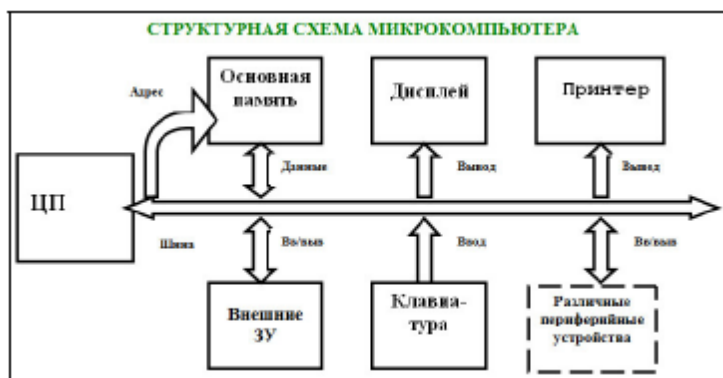 СТРУКТУРНАЯ СХЕМА МИКРОКОМПЬЮТЕРА
Адрес
Основная
память
Дисплей
Принтер
ЦП
Данные
Вывод
Вывод
Шина
Вв/выв
Ввод
Вв/выв
Внешние
ЗУ
Клавиа-
тура
Различные
периферийные
устройства